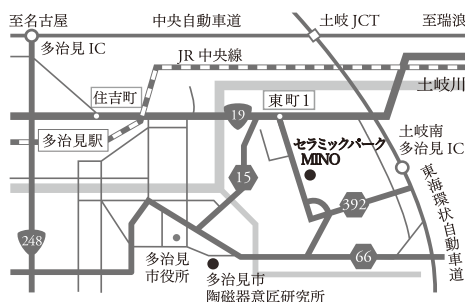 至名古屋
中央自動車道
土岐JCT
至瑞浪
多治見IC
JR中央線
住吉町
東町1
土岐川
19
多治見駅
セラミックパーク
MINO
土岐南
多治見IC
15
392
東海環状自動車道
248
66
多治見
市役所
多治見市
陶磁器意匠研究所